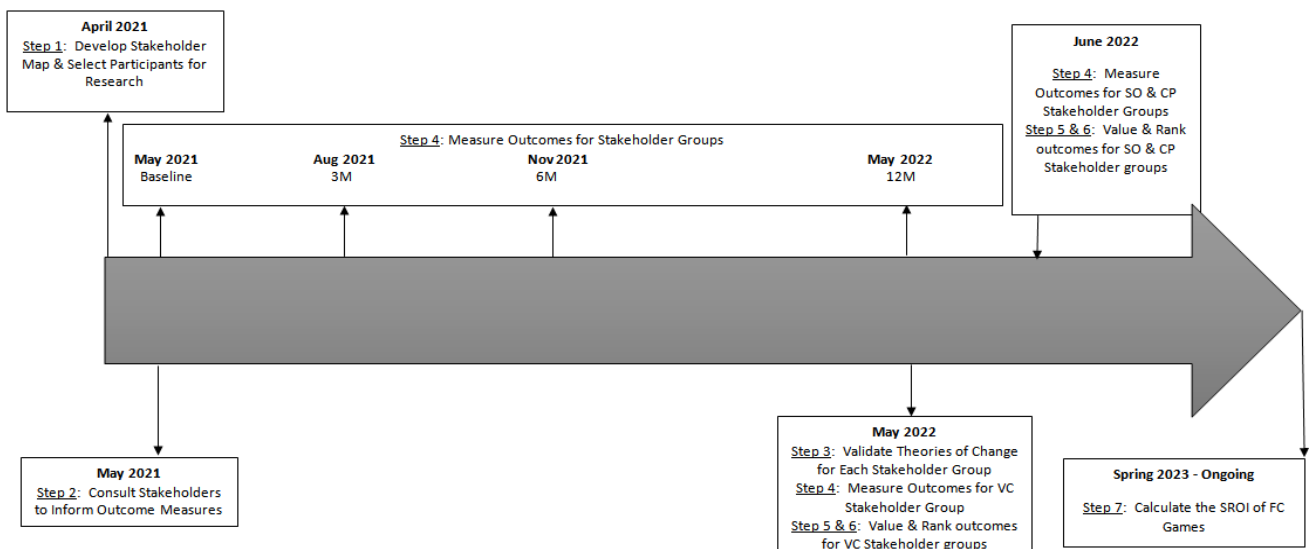 April 2021
Step 1: Develop Stakeholder
Map & Select Participants for
Research
Step 4: Measure Outcomes for Stakeholder Groups
May 2021
Baseline
Aug 2021
3M
Nov 2021
6M
May 2022
12M
June 2022
Step 4: Measure
Outcomes for SO & CP
Stakeholder Groups
Step 5 & 6: Value & Rank
outcomes for SO & CP
Stakeholder groups
May 2021
Step 2: Consult Stakeholders
to Inform Outcome Measures
May 2022
Step 3: Validate Theories of Change
for Each Stakeholder Group
Step 4: Measure Outcomes for VC
Stakeholder Group
Step 5 & 6: Value & Rank outcomes
for VC Stakeholder groups
Spring 2023 - Ongoing
Step 7: Calculate the SROI of FC
Games